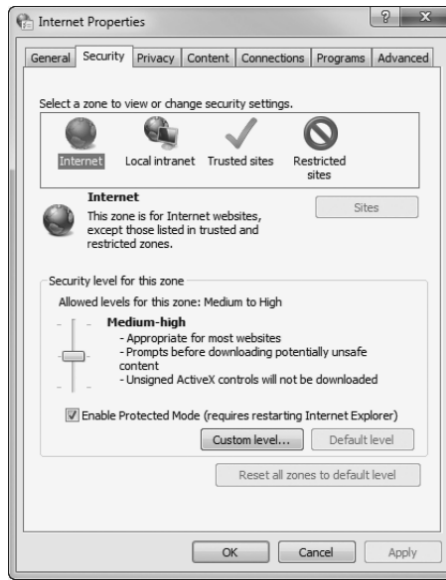 Internet Properties
? X
General Security Privacy Content Connections Programs Advanced
Select a zone to view or change security settings.
Internet Local intranet Trusted sites Restricted
sites
Internet
This zone is for Internet websites,
except those listed in trusted and
restricted zones.
Sites
Security level for this zone
Allowed levels for this zone: Medium to High
Medium-high
- Appropriate for most websites
- Prompts before downloading potentially unsafe
content
- Unsigned ActiveX controls will not be downloaded
Enable Protected Mode (requires restarting Internet Explorer)
Custom level... Default level
Reset all zones to default level
OK Cancel Apply